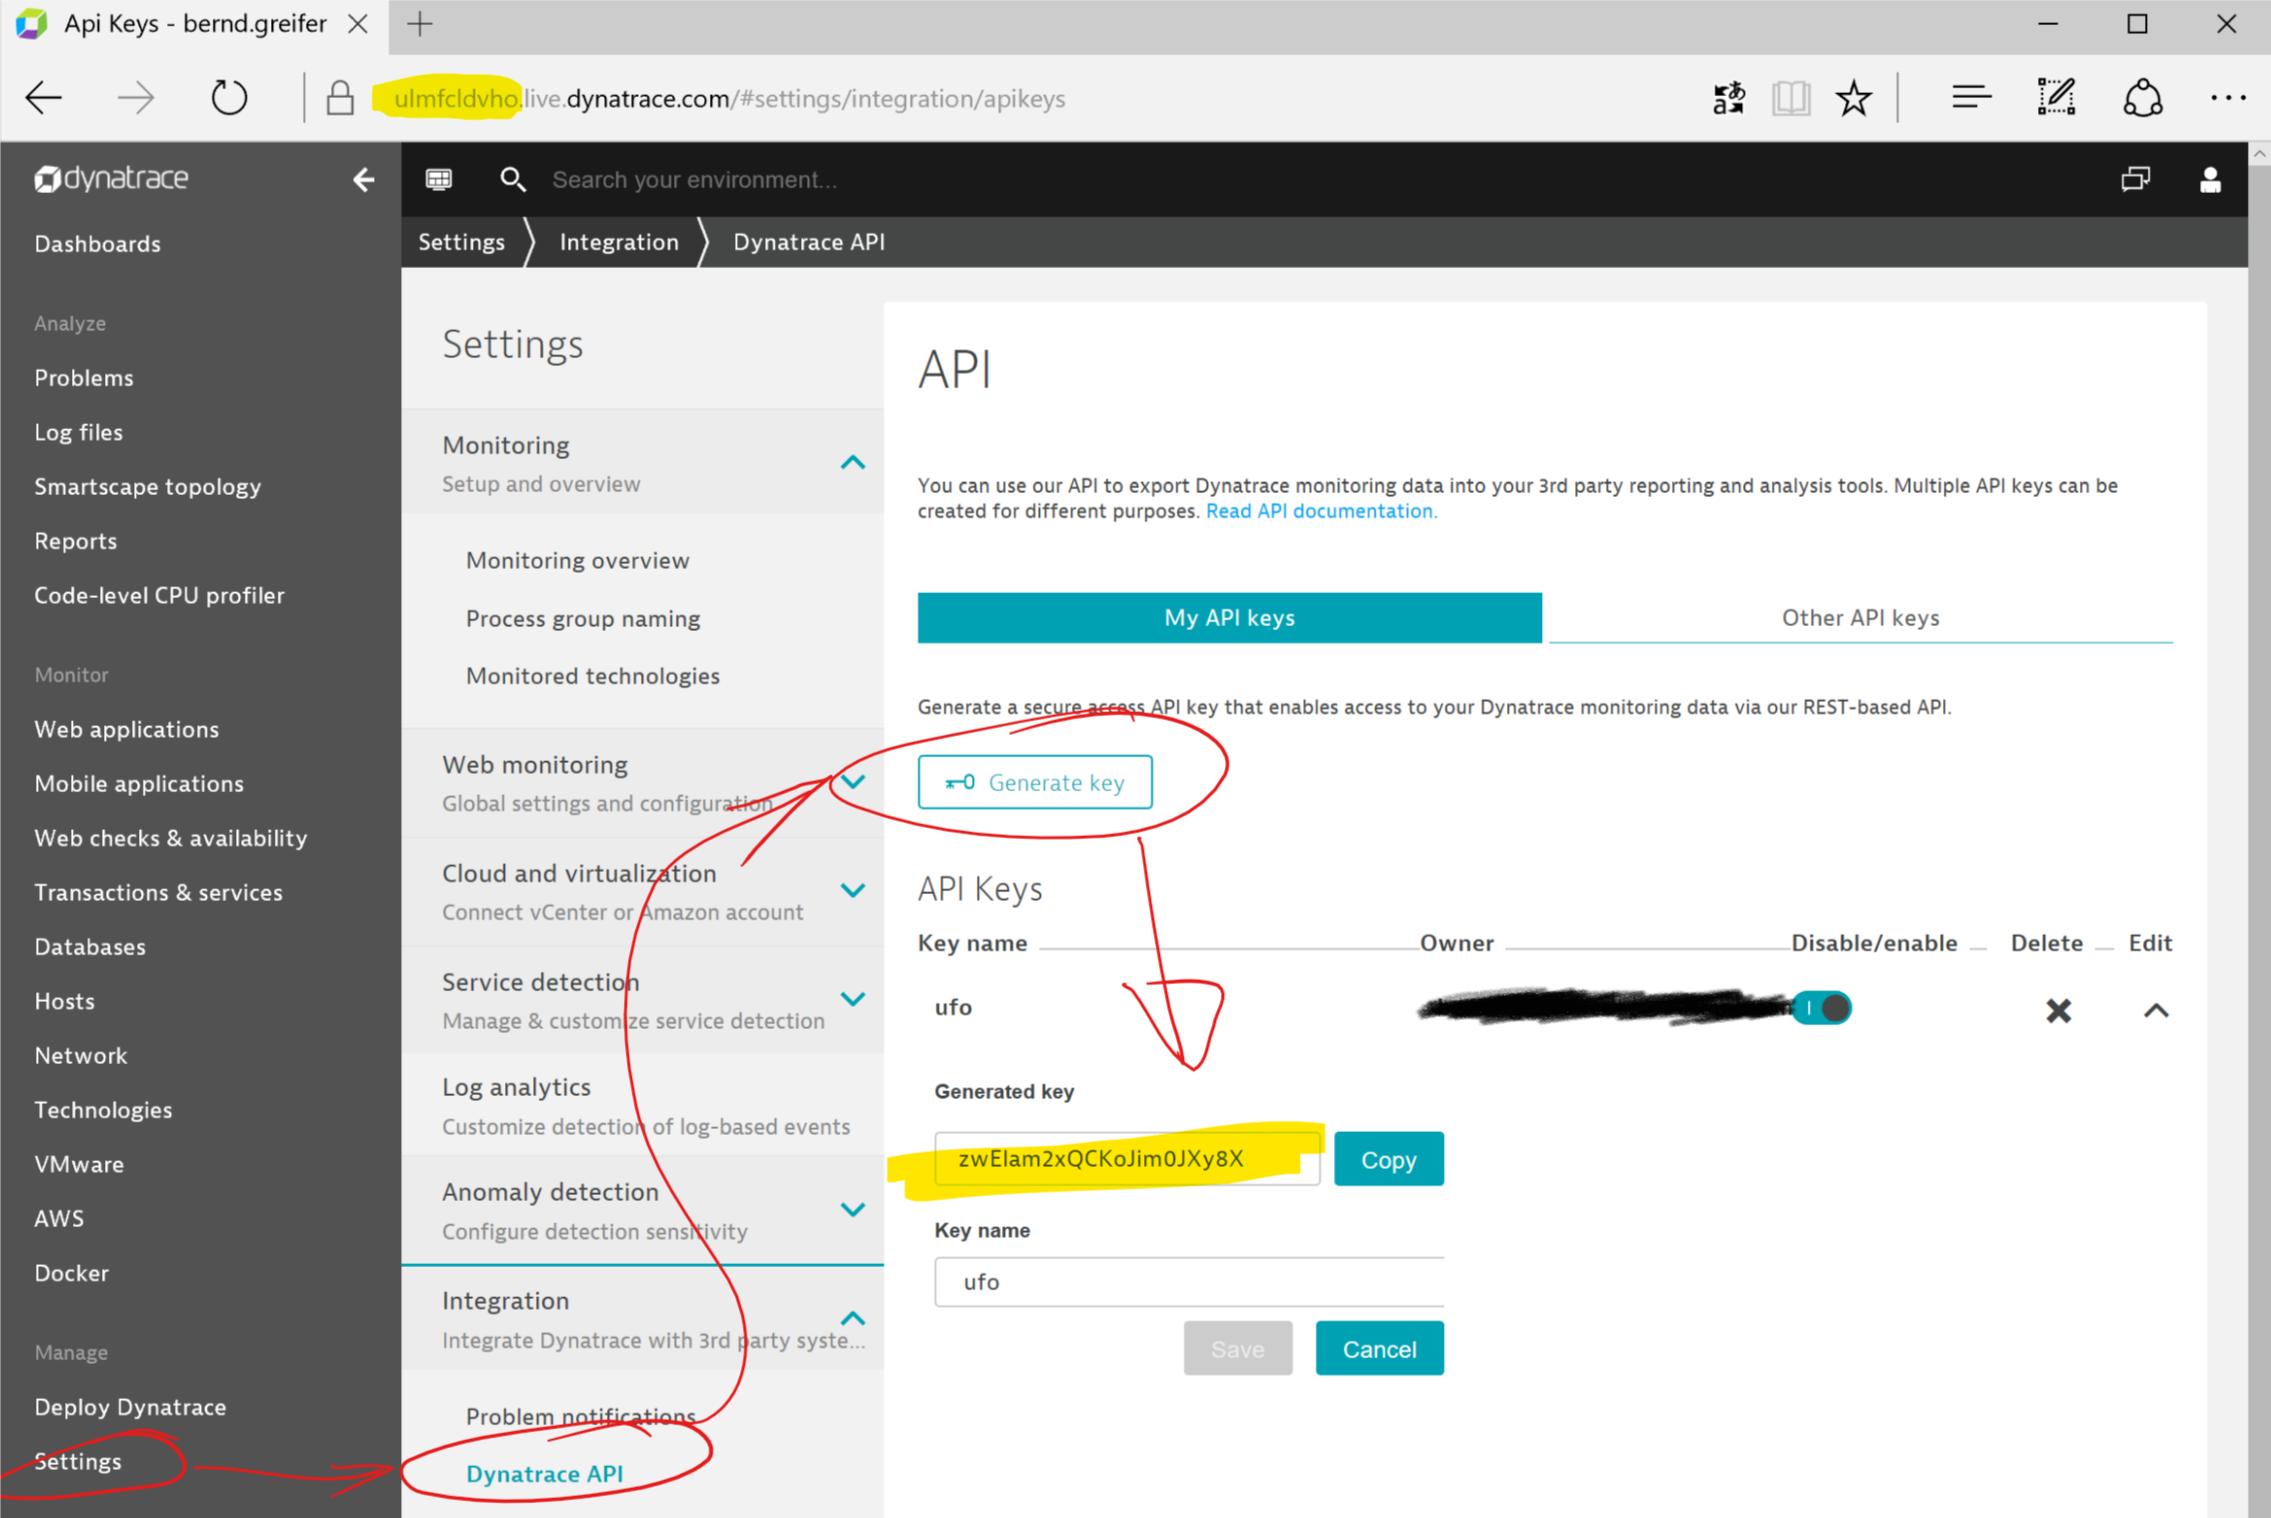 Api Keys - bernd.greifer
ulmfcldvho.live.dynatrace.com/#settings/integration/apikeys
dynatrace
Search your environment...
Dashboards
Analyze
Problems
Log files
Smartscape topology
Reports
Code-level CPU profiler
Monitor
Web applications
Mobile applications
Web checks & availability
Transactions & services
Databases
Hosts
Network
Technologies
VMware
AWS
Docker
Manage
Deploy Dynatrace
Settings
Settings
Integration
Dynatrace API
Settings
Monitoring
Setup and overview
Monitoring overview
Process group naming
Monitored technologies
Web monitoring
Global settings and configuration
Cloud and virtualization
Connect vCenter or Amazon account
Service detection
Manage & customize service detection
Log analytics
Customize detection of log-based events
Anomaly detection
Configure detection sensitivity
Integration
Integrate Dynatrace with 3rd party syste...
Problem notifications
Dynatrace API
API
You can use our API to export Dynatrace monitoring data into your 3rd party reporting and analysis tools. Multiple API keys can be
created for different purposes. Read API documentation.
My API keys
Other API keys
Generate a secure access API key that enables access to your Dynatrace monitoring data via our REST-based API.
Generate key
API Keys
Key name Owner Disable/enable Delete Edit
ufo
Generated key
zwElam2xQCKoJim0JXy8X
Copy
Key name
ufo
Save
Cancel